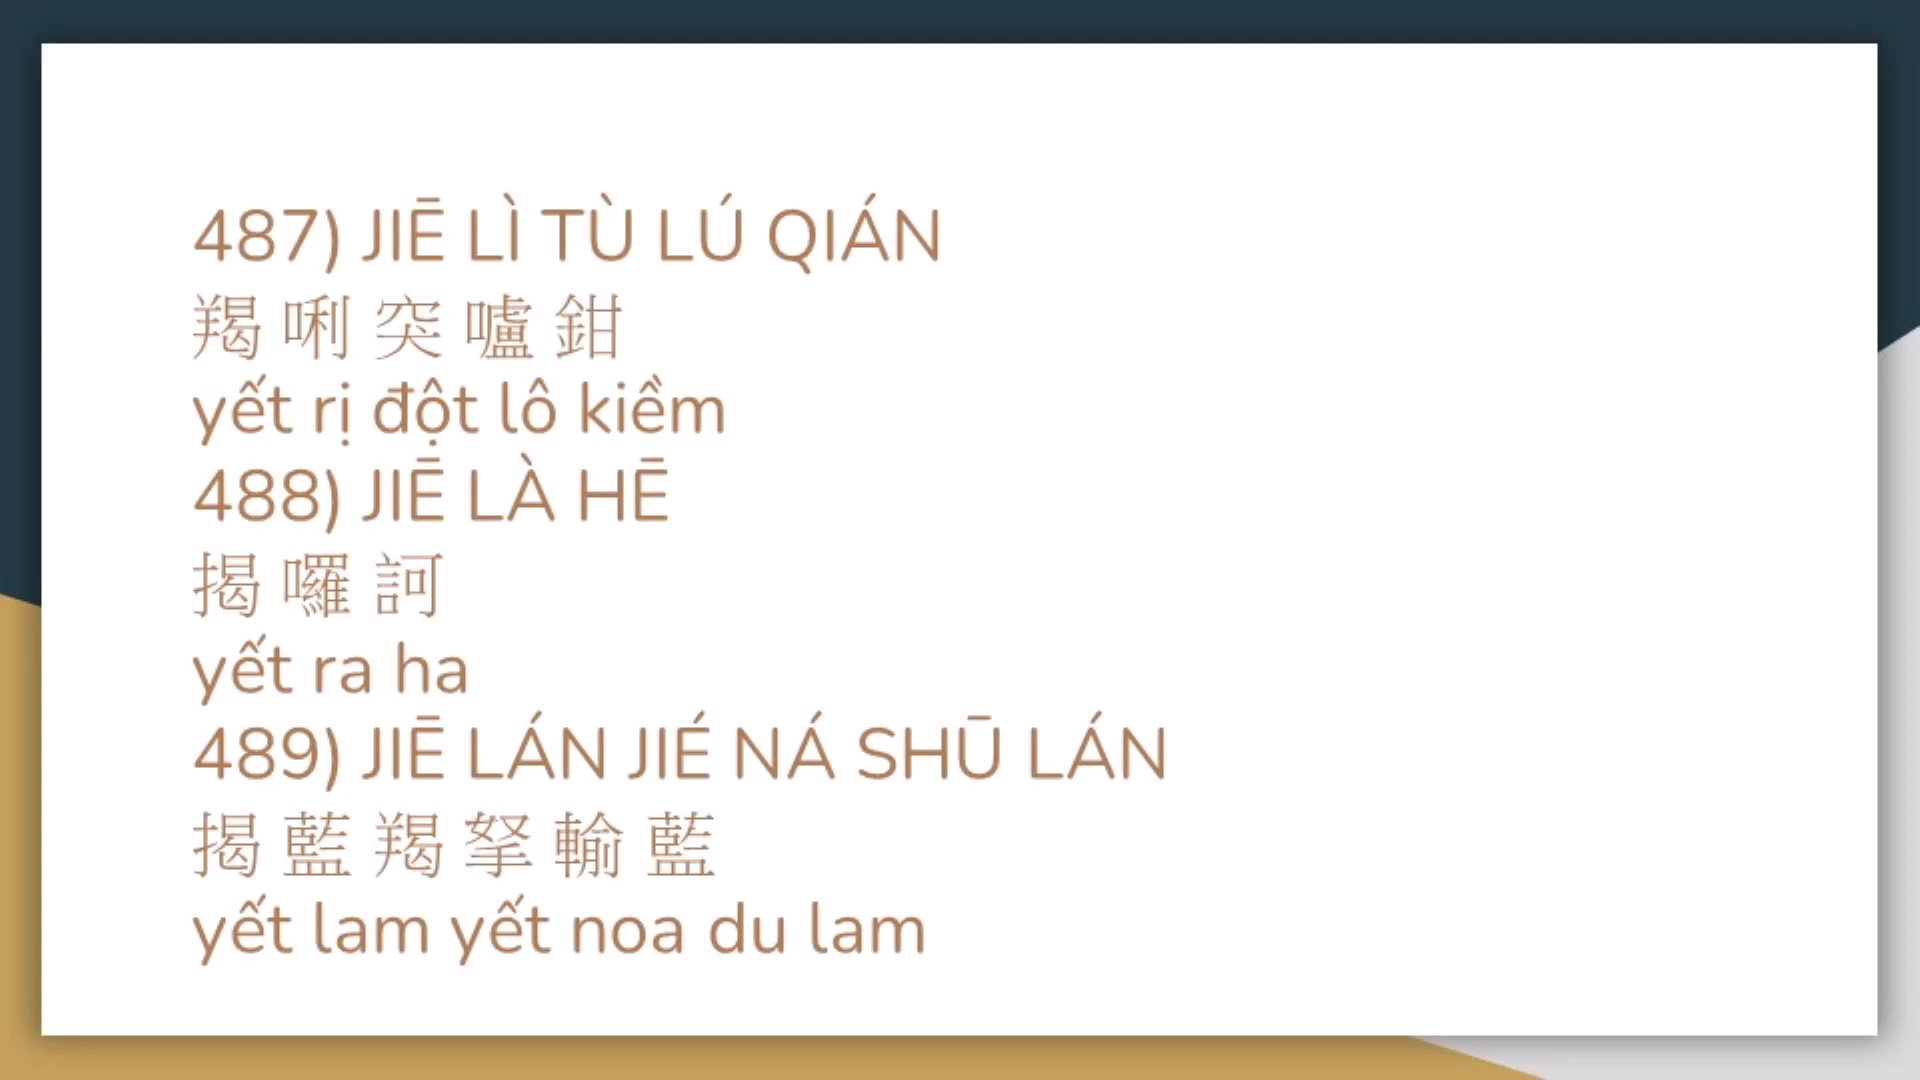 487) JIĒ LÌ TÙ LÚ QIÁN
羯 唎 突 嚧 鉗
yết rị đột lô kiềm
488) JIĒ LÀ HĒ
揭 囉 訶
yết ra ha
489) JIĒ LÁN JIÉ NÁ SHŪ LÁN
揭 藍 羯 拏 輸 藍
yết lam yết noa du lam